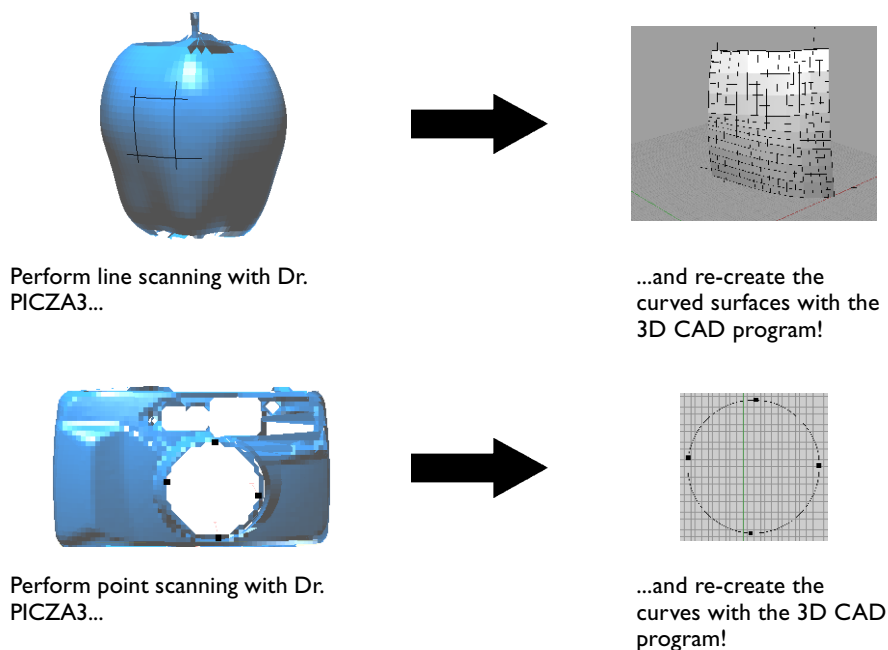 Perform line scanning with Dr.
PICZA3...
...and re-create the
curved surfaces with the
3D CAD program!
Perform point scanning with Dr.
PICZA3...
...and re-create the
curves with the 3D CAD
program!